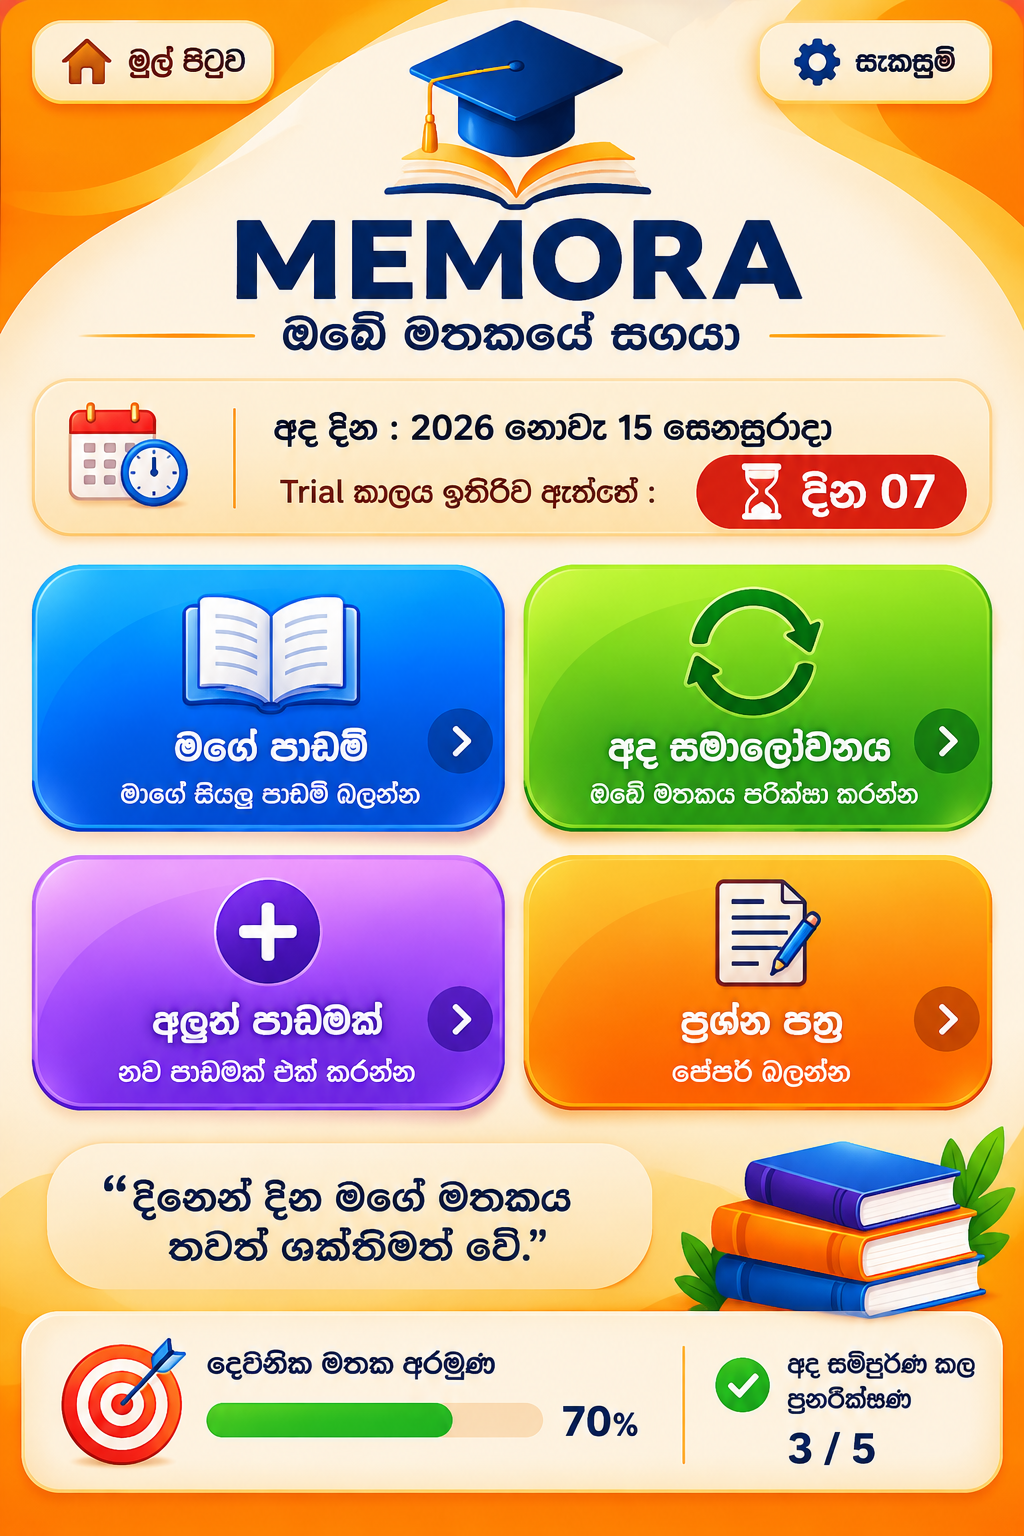 මුල් පිටුව
සැකසුම්
MEMORA
ඔබේ මතකයේ සගයා
අද දින : 2026 නොවැ 15 සෙනසුරාදා
Trial කාලය ඉතිරිව ඇත්තේ :
දින 07
මගේ පාඩම්
මාගේ සියලු පාඩම් බලන්න
අද සමාලෝචනය
ඔබේ මතකය පරික්සා කරන්න
අලුත් පාඩමක්
නව පාඩමක් එක් කරන්න
ප්‍රශ්න පත්‍ර
පේපර් බලන්න
“දිනෙන් දින මගේ මතකය
තවත් ශක්තිමත් වේ.”
දෛනික මතක අරමුණ
70%
අද සම්පුර්ණ කල
3 / 5